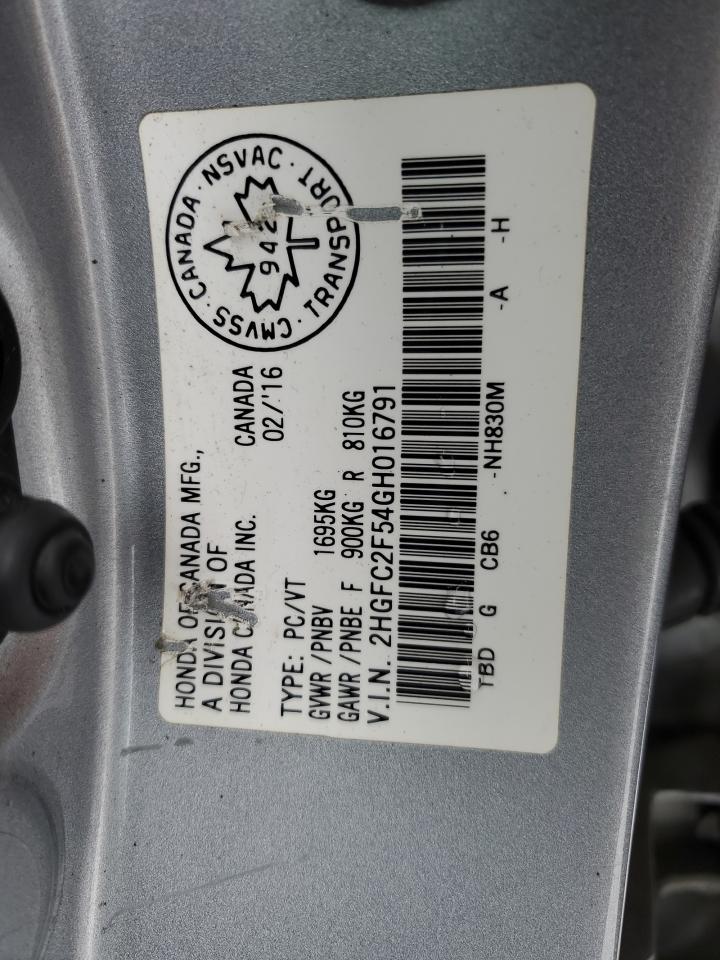 HONDA OF CANADA MFG.,
A DIVISION OF
HONDA CANADA INC.
CANADA
02/'16
CMVSS · CANADA · NSVAC · TRANSPORT ·
942
TYPE: PC/VT
GVWR/PNBV 1695KG
GAWR/PNBE F 900KG R 810KG
V.I.N. 2HGFC2F54GH016791
TBD G CB6 -NH830M -A -H